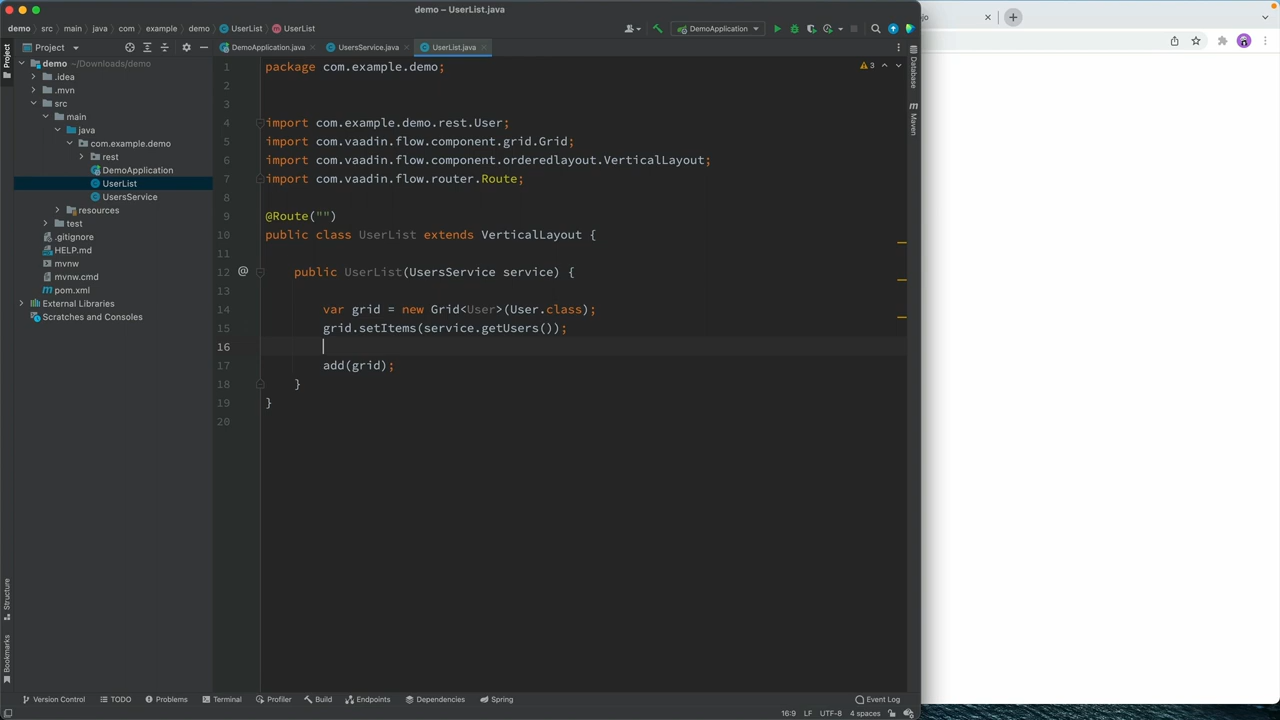 demo – UserList.java
demo src main java com example demo UserList UserList DemoApplication
Project DemoApplication.java UsersService.java UserList.java
demo ~/Downloads/demo
.idea
.mvn
src
main
java
com.example.demo
rest
DemoApplication
UserList
UsersService
resources
test
.gitignore
HELP.md
mvnw
mvnw.cmd
pom.xml
External Libraries
Scratches and Consoles
3
1 package com.example.demo;
2
3
4 import com.example.demo.rest.User;
5 import com.vaadin.flow.component.grid.Grid;
6 import com.vaadin.flow.component.orderedlayout.VerticalLayout;
7 import com.vaadin.flow.router.Route;
8
9 @Route("")
10 public class UserList extends VerticalLayout {
11
12 @ public UserList(UsersService service) {
13
14 var grid = new Grid<User>(User.class);
15 grid.setItems(service.getUsers());
16
17 add(grid);
18 }
19 }
20
Project
Structure
Bookmarks
Database
m Maven
Version Control TODO Problems Terminal Profiler Build Endpoints Dependencies Spring Event Log
16:9 LF UTF-8 4 spaces